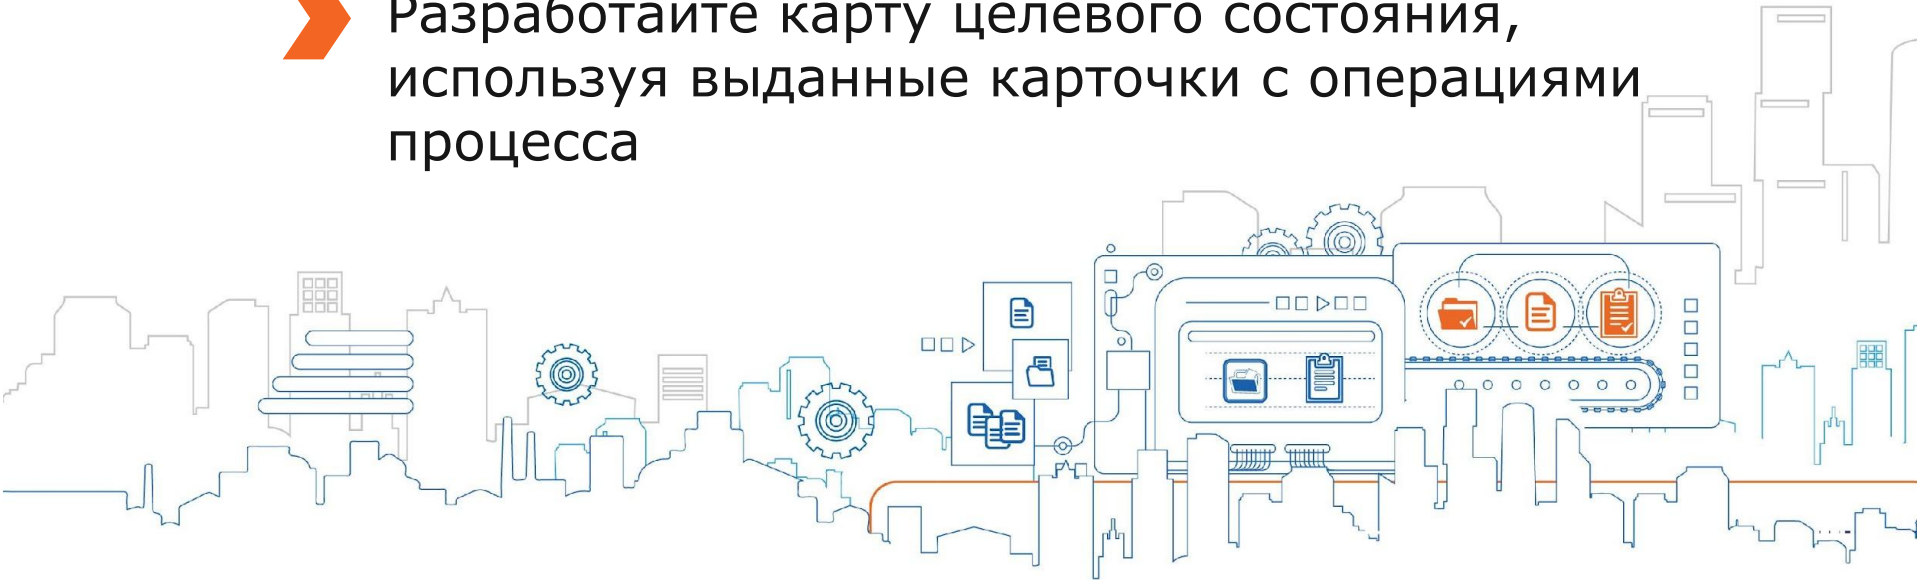 Разработайте карту целевого состояния,
используя выданные карточки с операциями
процесса